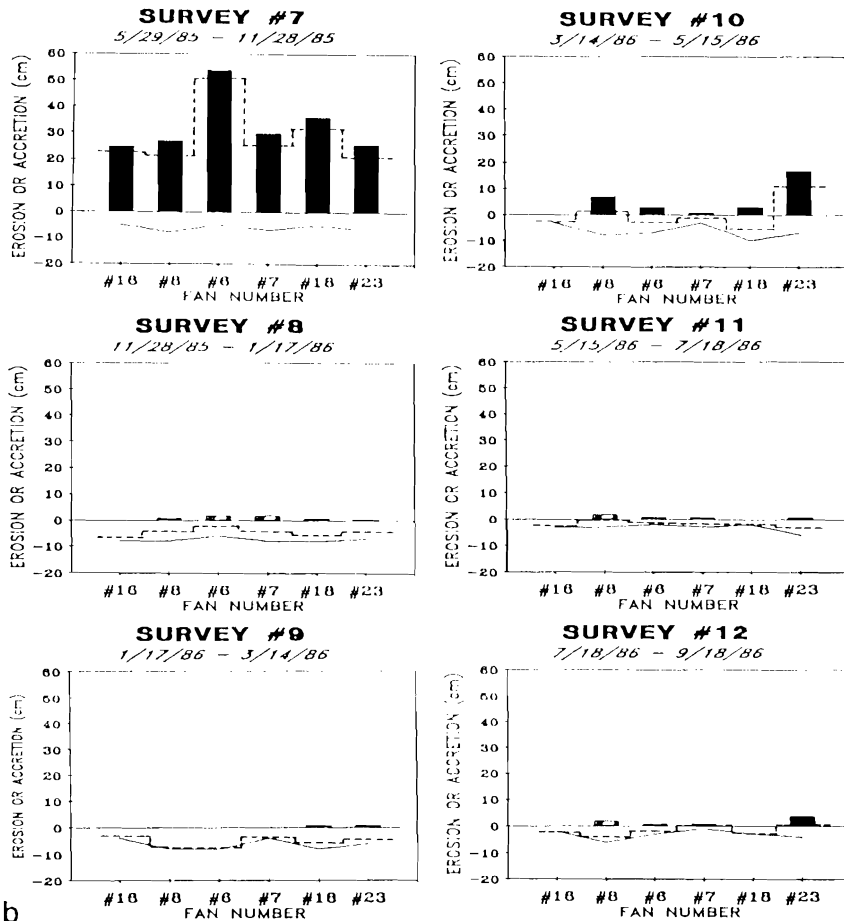 SURVEY #7
5/29/85 - 11/28/85
EROSION OR ACCRETION (cm)
60
50
40
30
20
10
0
-10
-20
#16 #8 #6 #7 #18 #23
FAN NUMBER
SURVEY #10
3/14/86 - 5/15/86
EROSION OR ACCRETION (cm)
60
50
40
30
20
10
0
-10
-20
#16 #8 #6 #7 #18 #23
FAN NUMBER
SURVEY #8
11/28/85 - 1/17/86
EROSION OR ACCRETION (cm)
60
50
40
30
20
10
0
-10
-20
#16 #8 #6 #7 #18 #23
FAN NUMBER
SURVEY #11
5/15/86 - 7/18/86
EROSION OR ACCRETION (cm)
60
50
40
30
20
10
0
-10
-20
#16 #8 #6 #7 #18 #23
FAN NUMBER
SURVEY #9
1/17/86 - 3/14/86
EROSION OR ACCRETION (cm)
60
50
40
30
20
10
0
-10
-20
#16 #8 #6 #7 #18 #23
FAN NUMBER
SURVEY #12
7/18/86 - 9/18/86
EROSION OR ACCRETION (cm)
60
50
40
30
20
10
0
-10
-20
#16 #8 #6 #7 #18 #23
FAN NUMBER
b